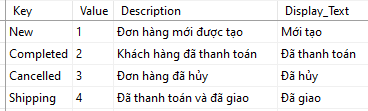 Key Value Description Display_Text
New 1 Đơn hàng mới được tạo Mới tạo
Completed 2 Khách hàng đã thanh toán Đã thanh toán
Cancelled 3 Đơn hàng đã hủy Đã hủy
Shipping 4 Đã thanh toán và đã giao Đã giao